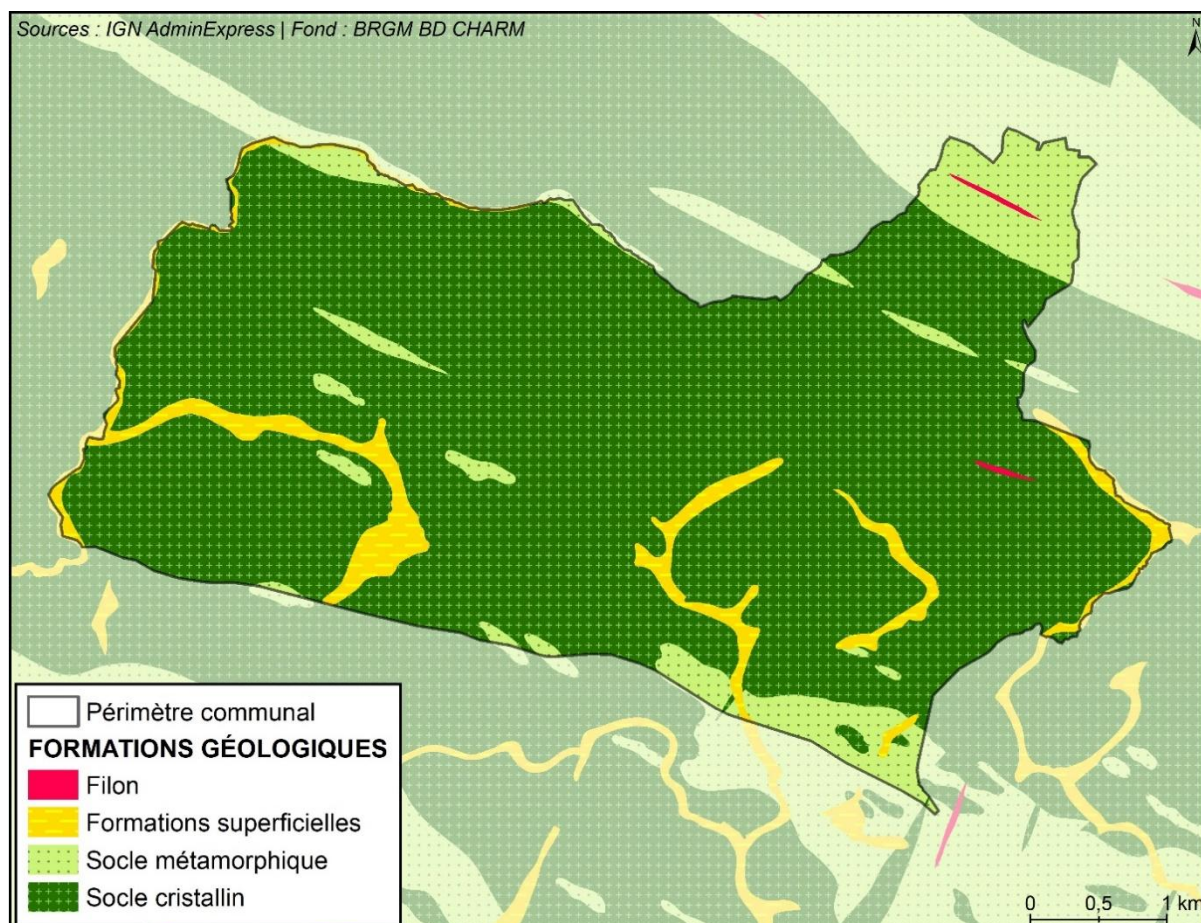 Sources : IGN AdminExpress | Fond : BRGM BD CHARM
N
Périmètre communal
FORMATIONS GÉOLOGIQUES
Filon
Formations superficielles
Socle métamorphique
Socle cristallin
0 0,5 1 km